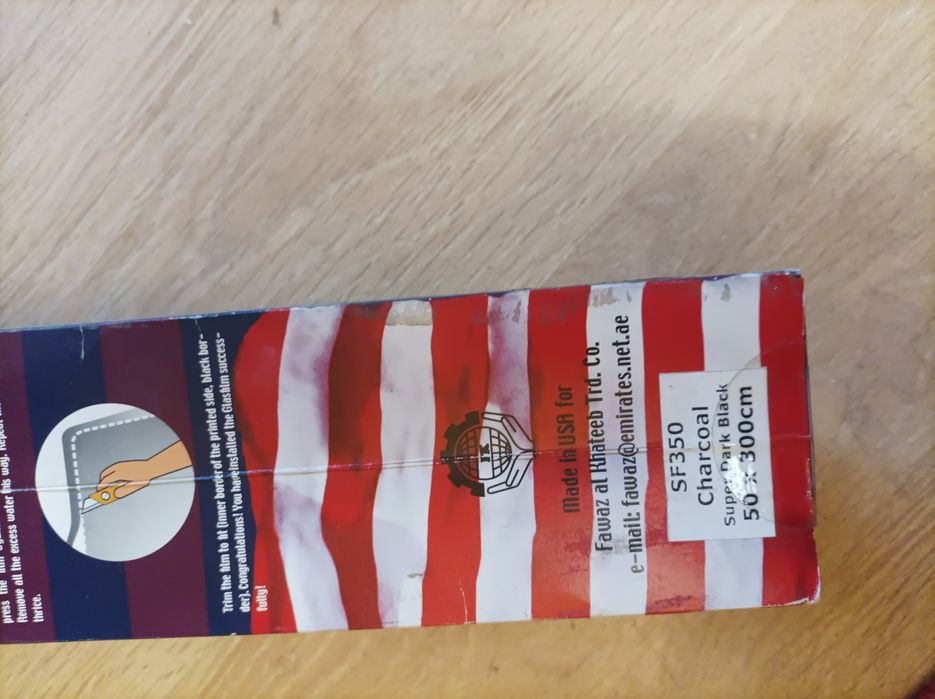 press the film
Remove all the excess water this way. Repeat
thrice.
Trim the film to fit (inner border of the printed side, black bor-
der). Congratulations! You have installed the Glasfilm success-
fully!
Made in USA for
Fawaz al Khateeb Trd. Co.
e-mail: fawaz@emirates.net.ae
SF350
Charcoal
Super Dark Black
50 X 300cm